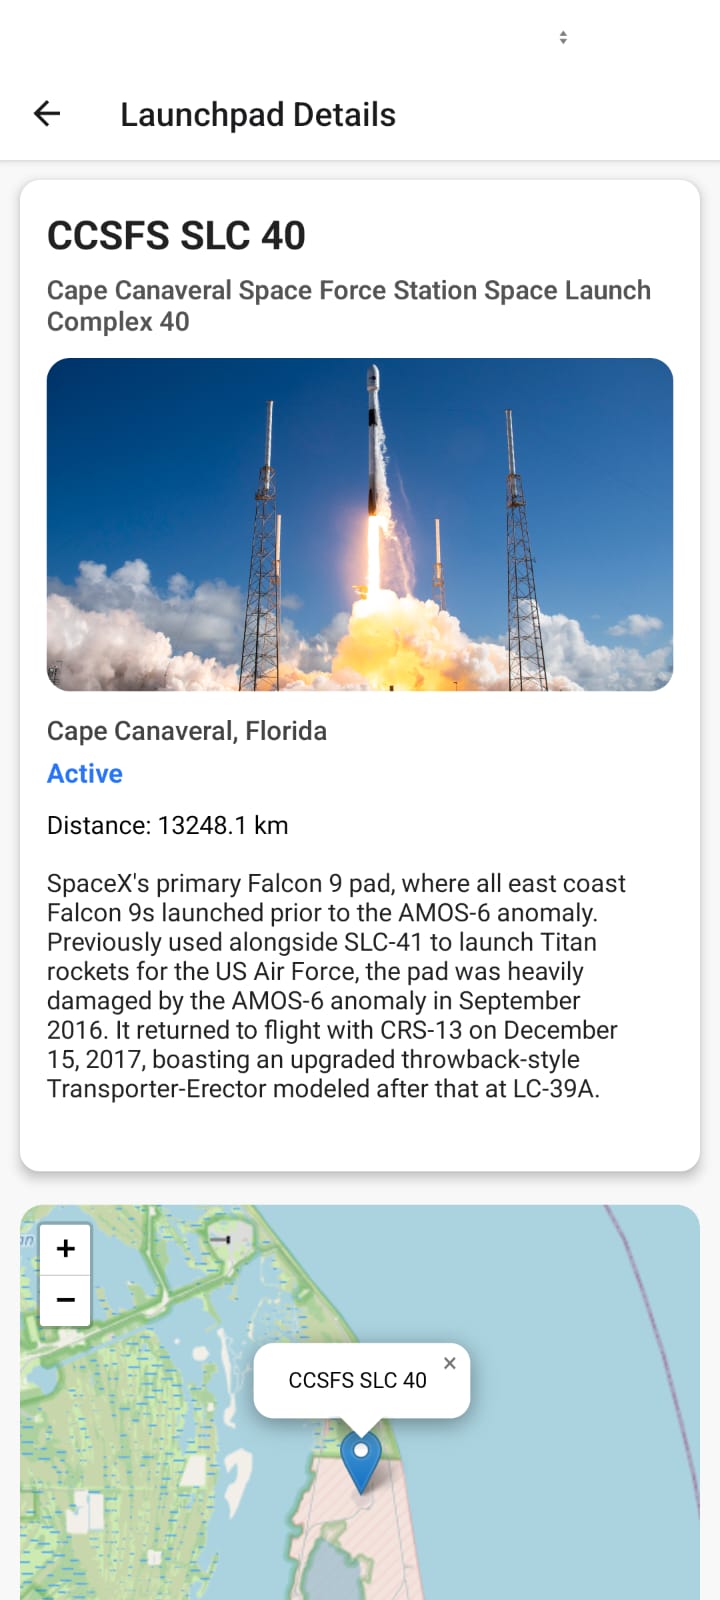 Launchpad Details
CCSFS SLC 40
Cape Canaveral Space Force Station Space Launch
Complex 40
Cape Canaveral, Florida
Active
Distance: 13248.1 km
SpaceX's primary Falcon 9 pad, where all east coast
Falcon 9s launched prior to the AMOS-6 anomaly.
Previously used alongside SLC-41 to launch Titan
rockets for the US Air Force, the pad was heavily
damaged by the AMOS-6 anomaly in September
2016. It returned to flight with CRS-13 on December
15, 2017, boasting an upgraded throwback-style
Transporter-Erector modeled after that at LC-39A.
+
−
CCSFS SLC 40
×